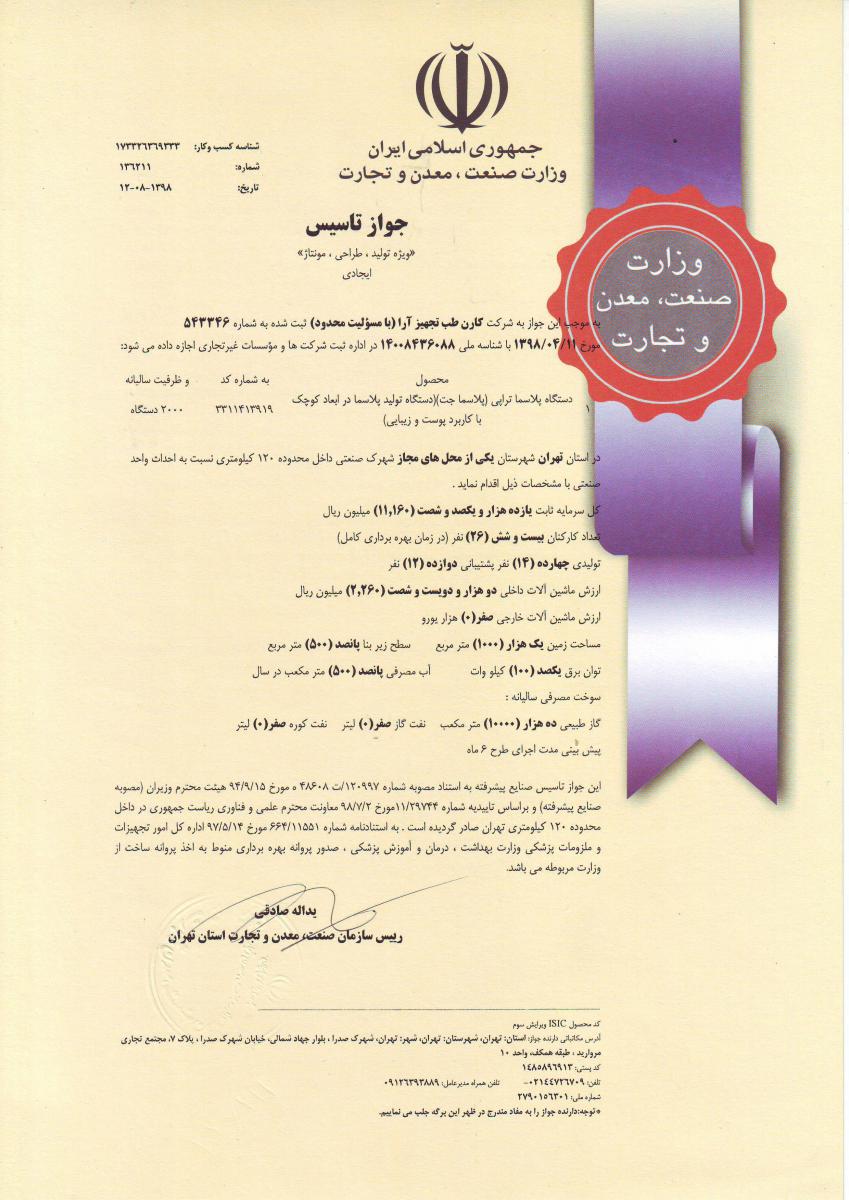 جمهوری اسلامی ایران
وزارت صنعت ، معدن و تجارت
شناسه کسب وکار: ۱۷۳۳۲۶۳۶۹۳۳۳
شماره: ۱۳۶۲۱۱
تاریخ: ۱۲-۰۸-۱۳۹۸
جواز تاسیس
«ویژه تولید ، طراحی ، مونتاژ»
ایجادی
وزارت
صنعت، معدن
و تجارت
به موجب این جواز به شرکت کارن طب تجهیز آرا (با مسؤلیت محدود) ثبت شده به شماره ۵۴۳۳۴۶
مورخ ۱۳۹۸/۰۴/۱۱ با شناسه ملی ۱۴۰۰۸۴۳۶۰۸۸ در اداره ثبت شرکت ها و مؤسسات غیرتجاری اجازه داده می شود:
محصول به شماره کد و ظرفیت سالیانه
۱ دستگاه پلاسما تراپی (پلاسما جت)(دستگاه تولید پلاسما در ابعاد کوچک
با کاربرد پوست و زیبایی) ۳۳۱۱۴۱۳۹۱۹ ۲۰۰۰ دستگاه
در استان تهران شهرستان یکی از محل های مجاز شهرک صنعتی داخل محدوده ۱۲۰ کیلومتری نسبت به احداث واحد
صنعتی با مشخصات ذیل اقدام نماید .
کل سرمایه ثابت یازده هزار و یکصد و شصت (۱۱,۱۶۰) میلیون ریال
تعداد کارکنان بیست و شش (۲۶) نفر (در زمان بهره برداری کامل)
تولیدی چهارده (۱۴) نفر پشتیبانی دوازده (۱۲) نفر
ارزش ماشین آلات داخلی دو هزار و دویست و شصت (۲,۲۶۰) میلیون ریال
ارزش ماشین آلات خارجی صفر(۰) هزار یورو
مساحت زمین یک هزار (۱۰۰۰) متر مربع سطح زیر بنا پانصد (۵۰۰) متر مربع
توان برق یکصد (۱۰۰) کیلو وات آب مصرفی پانصد (۵۰۰) متر مکعب در سال
سوخت مصرفی سالیانه :
گاز طبیعی ده هزار (۱۰۰۰۰) متر مکعب نفت گاز صفر(۰) لیتر نفت کوره صفر(۰) لیتر
پیش بینی مدت اجرای طرح ۶ ماه
این جواز تاسیس صنایع پیشرفته به استناد مصوبه شماره ۱۲۰۹۹۷/ت ۴۸۶۰۸ ه مورخ ۹۴/۹/۱۵ هیئت محترم وزیران (مصوبه
صنایع پیشرفته) و براساس تاییدیه شماره ۱۱/۲۹۷۴۴مورخ ۹۸/۷/۲ معاونت محترم علمی و فناوری ریاست جمهوری در داخل
محدوده ۱۲۰ کیلومتری تهران صادر گردیده است . به استنادنامه شماره ۶۶۴/۱۱۵۵۱ مورخ ۹۷/۵/۱۴ اداره کل امور تجهیزات
و ملزومات پزشکی وزارت بهداشت ، درمان و آموزش پزشکی ، صدور پروانه بهره برداری منوط به اخذ پروانه ساخت از
وزارت مربوطه می باشد.
یداله صادقی
رییس سازمان صنعت، معدن و تجارت استان تهران
کد محصول ISIC ویرایش سوم
آدرس مکاتباتی دارنده جواز: استان: تهران، شهرستان: تهران، شهر: تهران، شهرک صدرا ، بلوار جهاد شمالی، خیابان شهرک صدرا ، پلاک ۷، مجتمع تجاری
مروارید ، طبقه همکف، واحد ۱۰
کد پستی: ۱۴۸۵۸۹۶۹۱۳
تلفن: ۰۲۱۴۴۷۲۶۷۰۹- تلفن همراه مدیرعامل: ۰۹۱۲۶۳۹۳۸۸۹
شماره ملی: ۲۷۹۰۱۵۶۳۰۱
*توجه:دارنده جواز را به مفاد مندرج در ظهر این برگه جلب می نماییم.